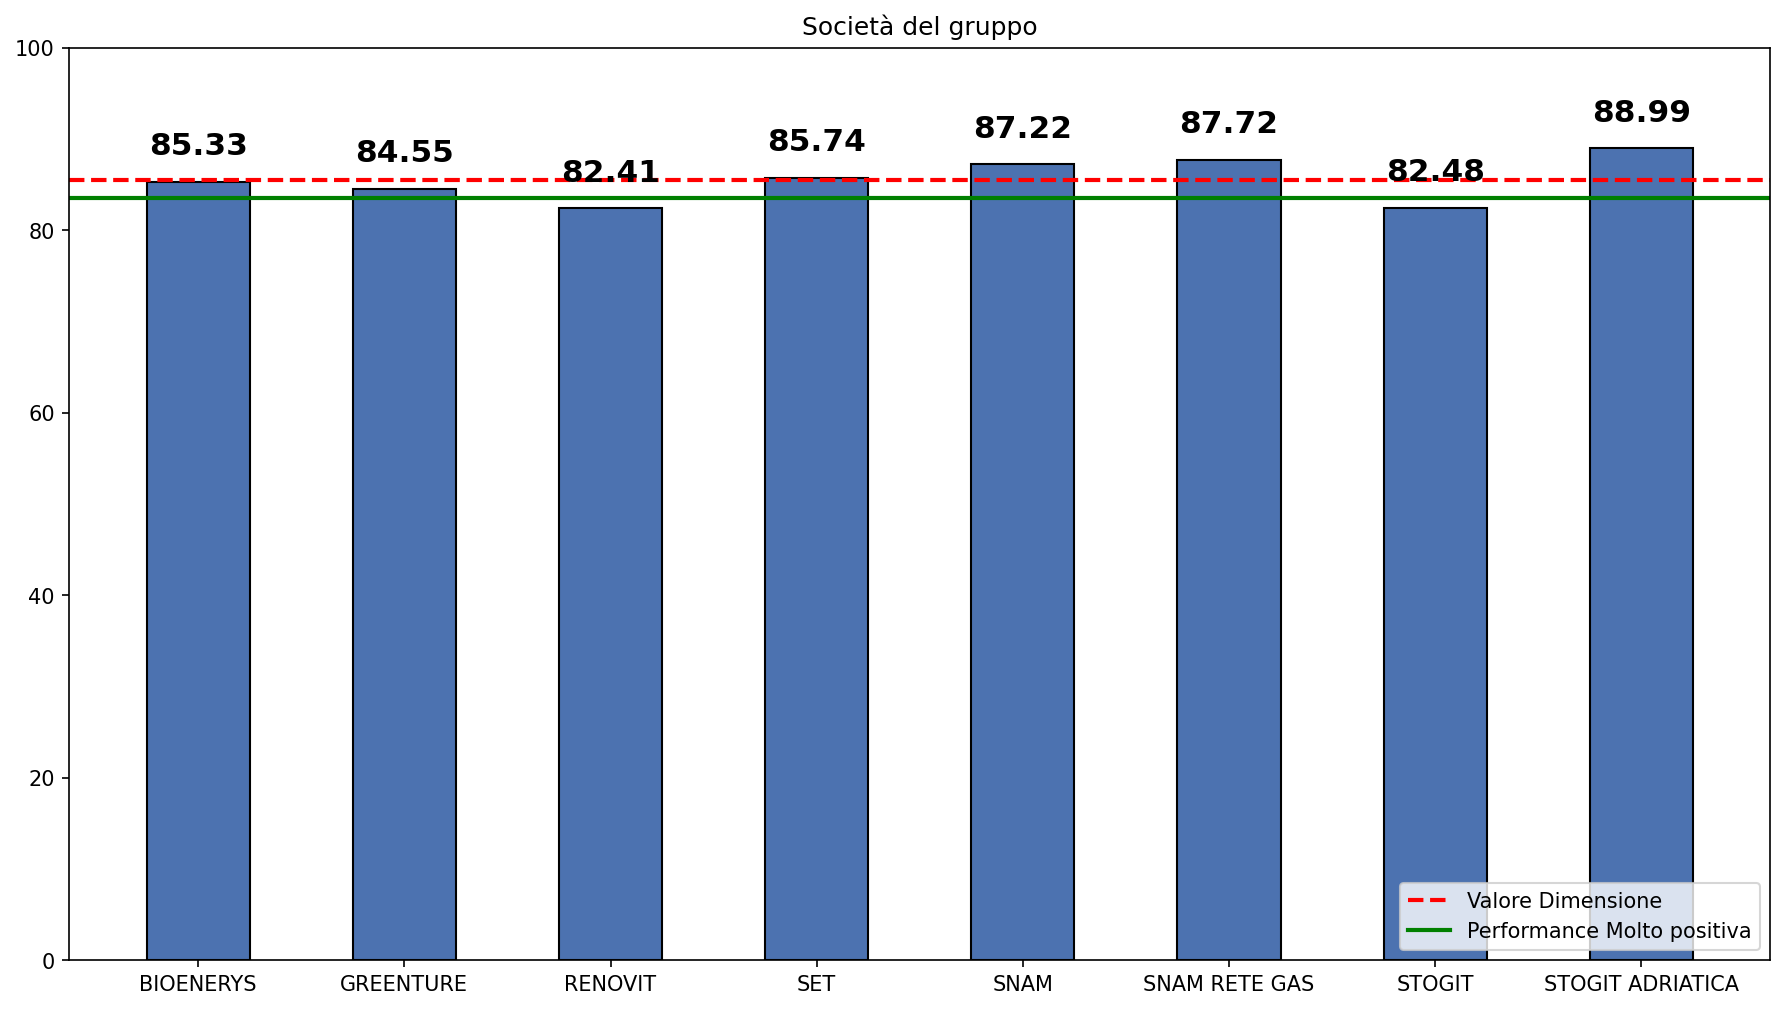 Società del gruppo
100
80
60
40
20
0
85.33
84.55
82.41
85.74
87.22
87.72
82.48
88.99
Valore Dimensione
Performance Molto positiva
BIOENERYS
GREENTURE
RENOVIT
SET
SNAM
SNAM RETE GAS
STOGIT
STOGIT ADRIATICA